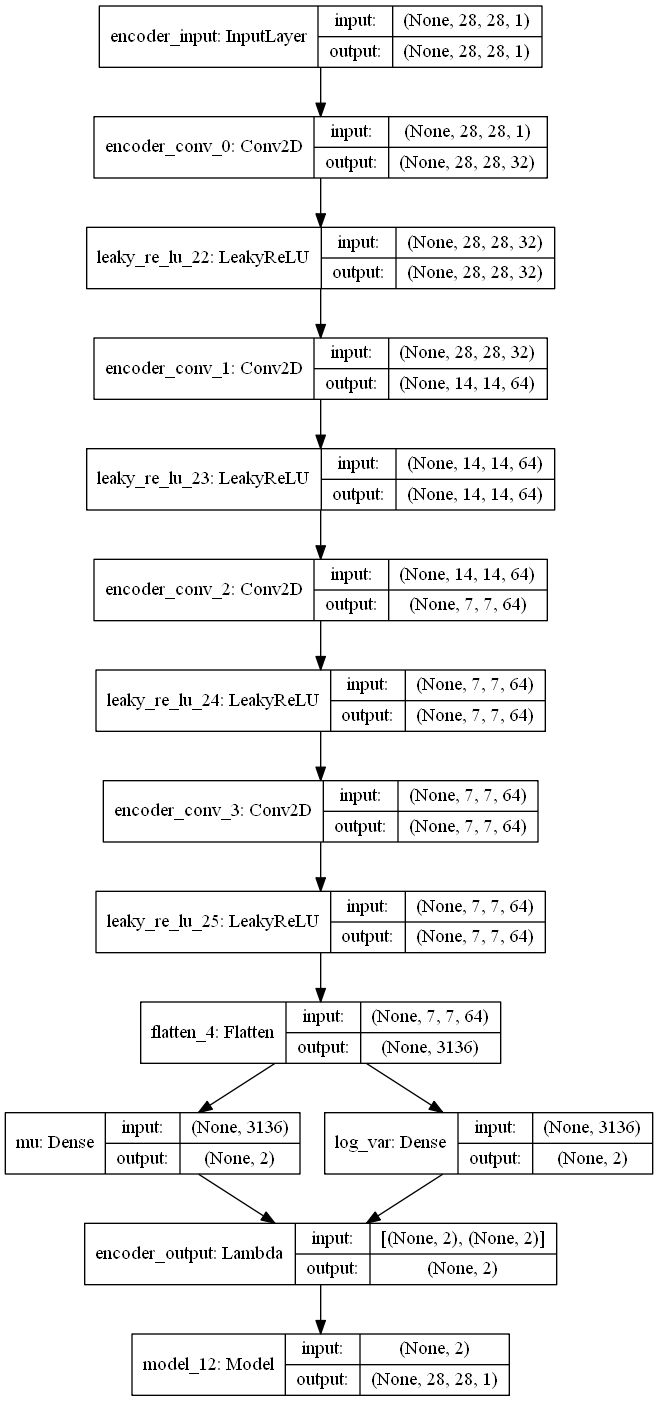 encoder_input: InputLayer
input: (None, 28, 28, 1)
output: (None, 28, 28, 1)
encoder_conv_0: Conv2D
input: (None, 28, 28, 1)
output: (None, 28, 28, 32)
leaky_re_lu_22: LeakyReLU
input: (None, 28, 28, 32)
output: (None, 28, 28, 32)
encoder_conv_1: Conv2D
input: (None, 28, 28, 32)
output: (None, 14, 14, 64)
leaky_re_lu_23: LeakyReLU
input: (None, 14, 14, 64)
output: (None, 14, 14, 64)
encoder_conv_2: Conv2D
input: (None, 14, 14, 64)
output: (None, 7, 7, 64)
leaky_re_lu_24: LeakyReLU
input: (None, 7, 7, 64)
output: (None, 7, 7, 64)
encoder_conv_3: Conv2D
input: (None, 7, 7, 64)
output: (None, 7, 7, 64)
leaky_re_lu_25: LeakyReLU
input: (None, 7, 7, 64)
output: (None, 7, 7, 64)
flatten_4: Flatten
input: (None, 7, 7, 64)
output: (None, 3136)
mu: Dense
input: (None, 3136)
output: (None, 2)
log_var: Dense
input: (None, 3136)
output: (None, 2)
encoder_output: Lambda
input: [(None, 2), (None, 2)]
output: (None, 2)
model_12: Model
input: (None, 2)
output: (None, 28, 28, 1)